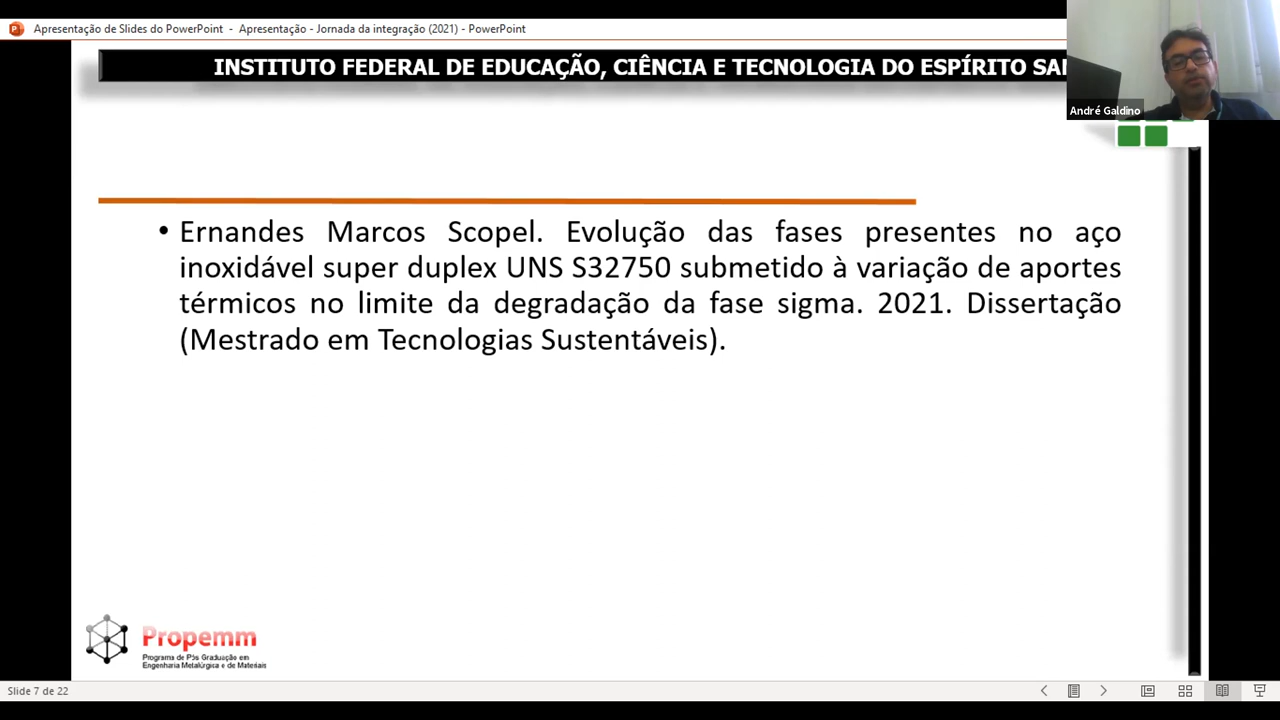 Apresentação de Slides do PowerPoint - Apresentação - Jornada da integração (2021) - PowerPoint
INSTITUTO FEDERAL DE EDUCAÇÃO, CIÊNCIA E TECNOLOGIA DO ESPÍRITO SAN
André Galdino
• Ernandes Marcos Scopel. Evolução das fases presentes no aço
inoxidável super duplex UNS S32750 submetido à variação de aportes
térmicos no limite da degradação da fase sigma. 2021. Dissertação
(Mestrado em Tecnologias Sustentáveis).
Propemm
Programa de Pós Graduação em
Engenharia Metalúrgica e de Materiais
Slide 7 de 22